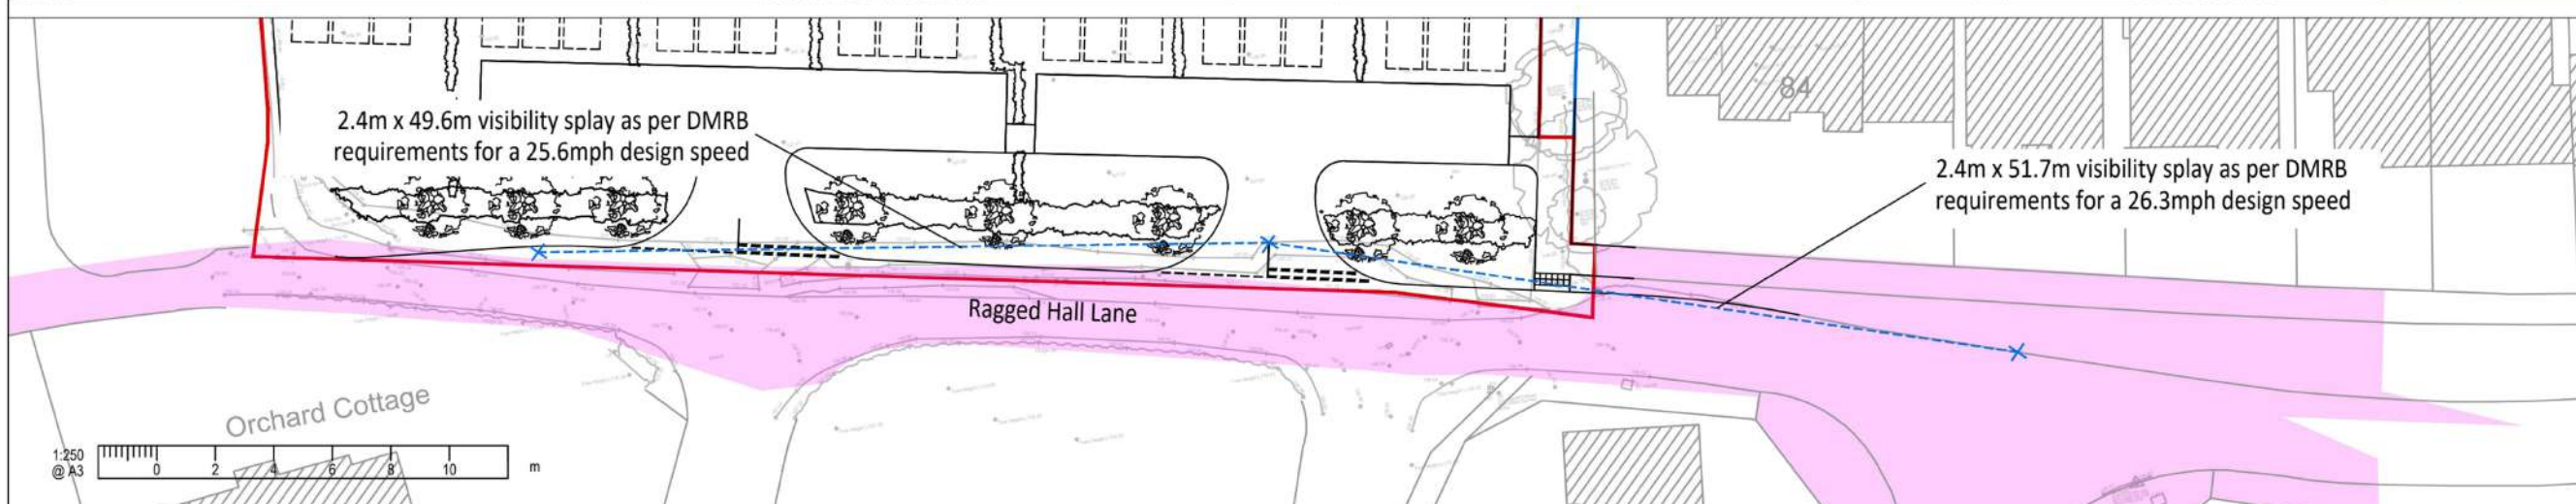 84
2.4m x 49.6m visibility splay as per DMRB
requirements for a 25.6mph design speed
2.4m x 51.7m visibility splay as per DMRB
requirements for a 26.3mph design speed
Ragged Hall Lane
Orchard Cottage
1:250
@ A3
0 2 4 6 8 10 m